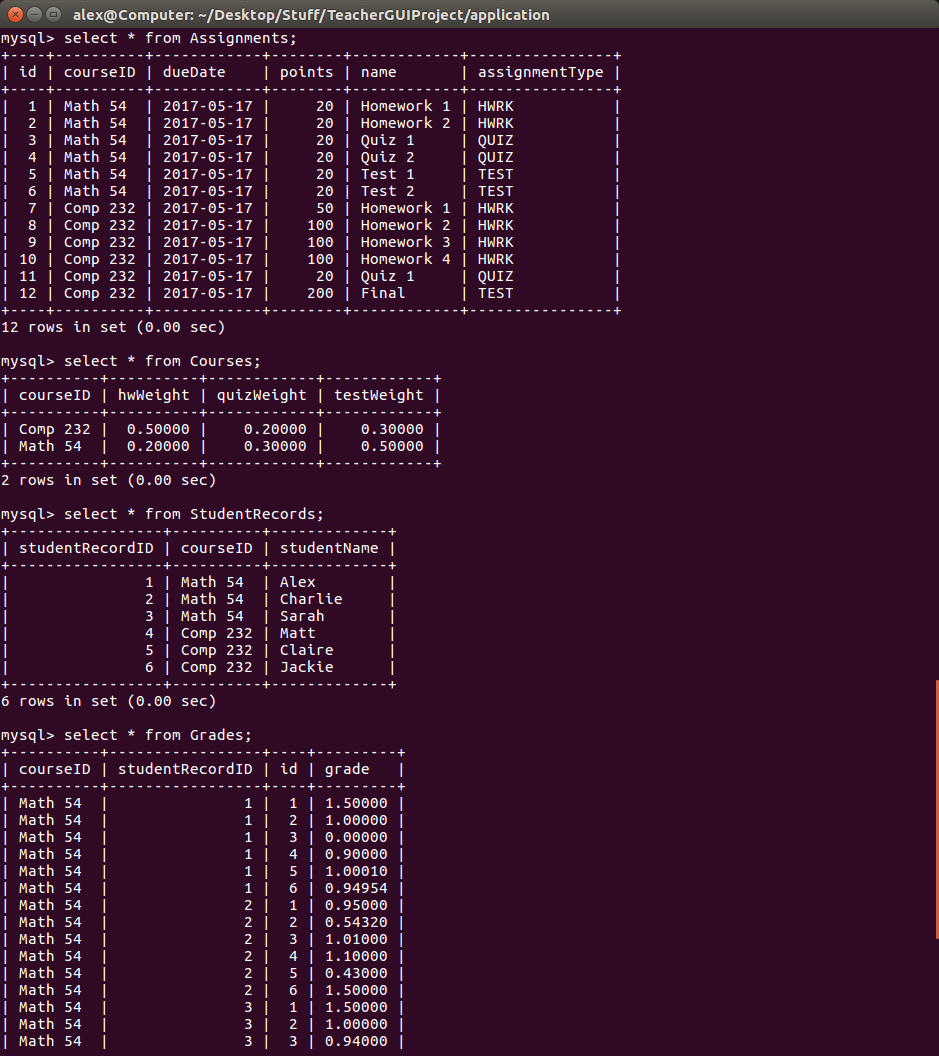 alex@Computer: ~/Desktop/Stuff/TeacherGUIProject/application
mysql> select * from Assignments;
+----+----------+------------+--------+------------+----------------+
| id | courseID | dueDate    | points | name       | assignmentType |
+----+----------+------------+--------+------------+----------------+
|  1 | Math 54  | 2017-05-17 |     20 | Homework 1 | HWRK           |
|  2 | Math 54  | 2017-05-17 |     20 | Homework 2 | HWRK           |
|  3 | Math 54  | 2017-05-17 |     20 | Quiz 1     | QUIZ           |
|  4 | Math 54  | 2017-05-17 |     20 | Quiz 2     | QUIZ           |
|  5 | Math 54  | 2017-05-17 |     20 | Test 1     | TEST           |
|  6 | Math 54  | 2017-05-17 |     20 | Test 2     | TEST           |
|  7 | Comp 232 | 2017-05-17 |     50 | Homework 1 | HWRK           |
|  8 | Comp 232 | 2017-05-17 |    100 | Homework 2 | HWRK           |
|  9 | Comp 232 | 2017-05-17 |    100 | Homework 3 | HWRK           |
| 10 | Comp 232 | 2017-05-17 |    100 | Homework 4 | HWRK           |
| 11 | Comp 232 | 2017-05-17 |     20 | Quiz 1     | QUIZ           |
| 12 | Comp 232 | 2017-05-17 |    200 | Final      | TEST           |
+----+----------+------------+--------+------------+----------------+
12 rows in set (0.00 sec)

mysql> select * from Courses;
+----------+----------+------------+------------+
| courseID | hwWeight | quizWeight | testWeight |
+----------+----------+------------+------------+
| Comp 232 |  0.50000 |    0.20000 |    0.30000 |
| Math 54  |  0.20000 |    0.30000 |    0.50000 |
+----------+----------+------------+------------+
2 rows in set (0.00 sec)

mysql> select * from StudentRecords;
+-----------------+----------+-------------+
| studentRecordID | courseID | studentName |
+-----------------+----------+-------------+
|               1 | Math 54  | Alex        |
|               2 | Math 54  | Charlie     |
|               3 | Math 54  | Sarah       |
|               4 | Comp 232 | Matt        |
|               5 | Comp 232 | Claire      |
|               6 | Comp 232 | Jackie      |
+-----------------+----------+-------------+
6 rows in set (0.00 sec)

mysql> select * from Grades;
+----------+-----------------+----+---------+
| courseID | studentRecordID | id | grade   |
+----------+-----------------+----+---------+
| Math 54  |               1 |  1 | 1.50000 |
| Math 54  |               1 |  2 | 1.00000 |
| Math 54  |               1 |  3 | 0.00000 |
| Math 54  |               1 |  4 | 0.90000 |
| Math 54  |               1 |  5 | 1.00010 |
| Math 54  |               1 |  6 | 0.94954 |
| Math 54  |               2 |  1 | 0.95000 |
| Math 54  |               2 |  2 | 0.54320 |
| Math 54  |               2 |  3 | 1.01000 |
| Math 54  |               2 |  4 | 1.10000 |
| Math 54  |               2 |  5 | 0.43000 |
| Math 54  |               2 |  6 | 1.50000 |
| Math 54  |               3 |  1 | 1.50000 |
| Math 54  |               3 |  2 | 1.00000 |
| Math 54  |               3 |  3 | 0.94000 |